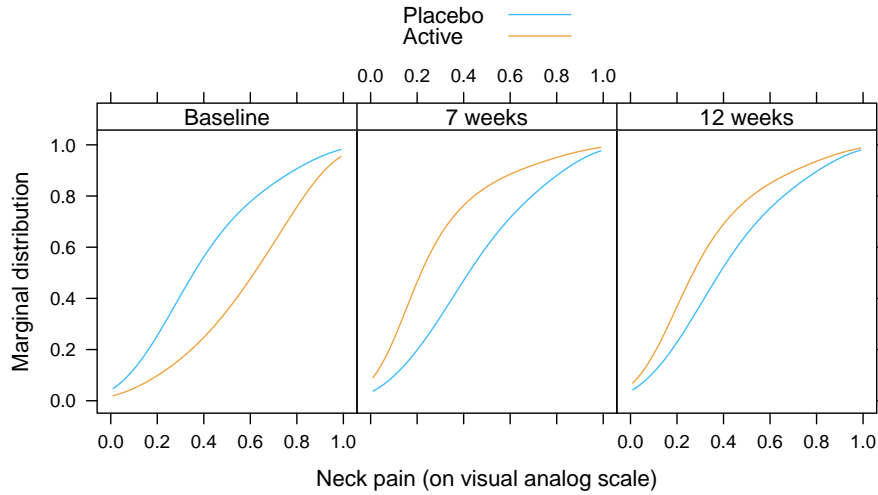 Placebo
Active
0.0 0.2 0.4 0.6 0.8 1.0
Baseline 7 weeks 12 weeks
1.0
0.8
0.6
0.4
0.2
0.0
Marginal distribution
0.0 0.2 0.4 0.6 0.8 1.0 0.0 0.2 0.4 0.6 0.8 1.0
Neck pain (on visual analog scale)